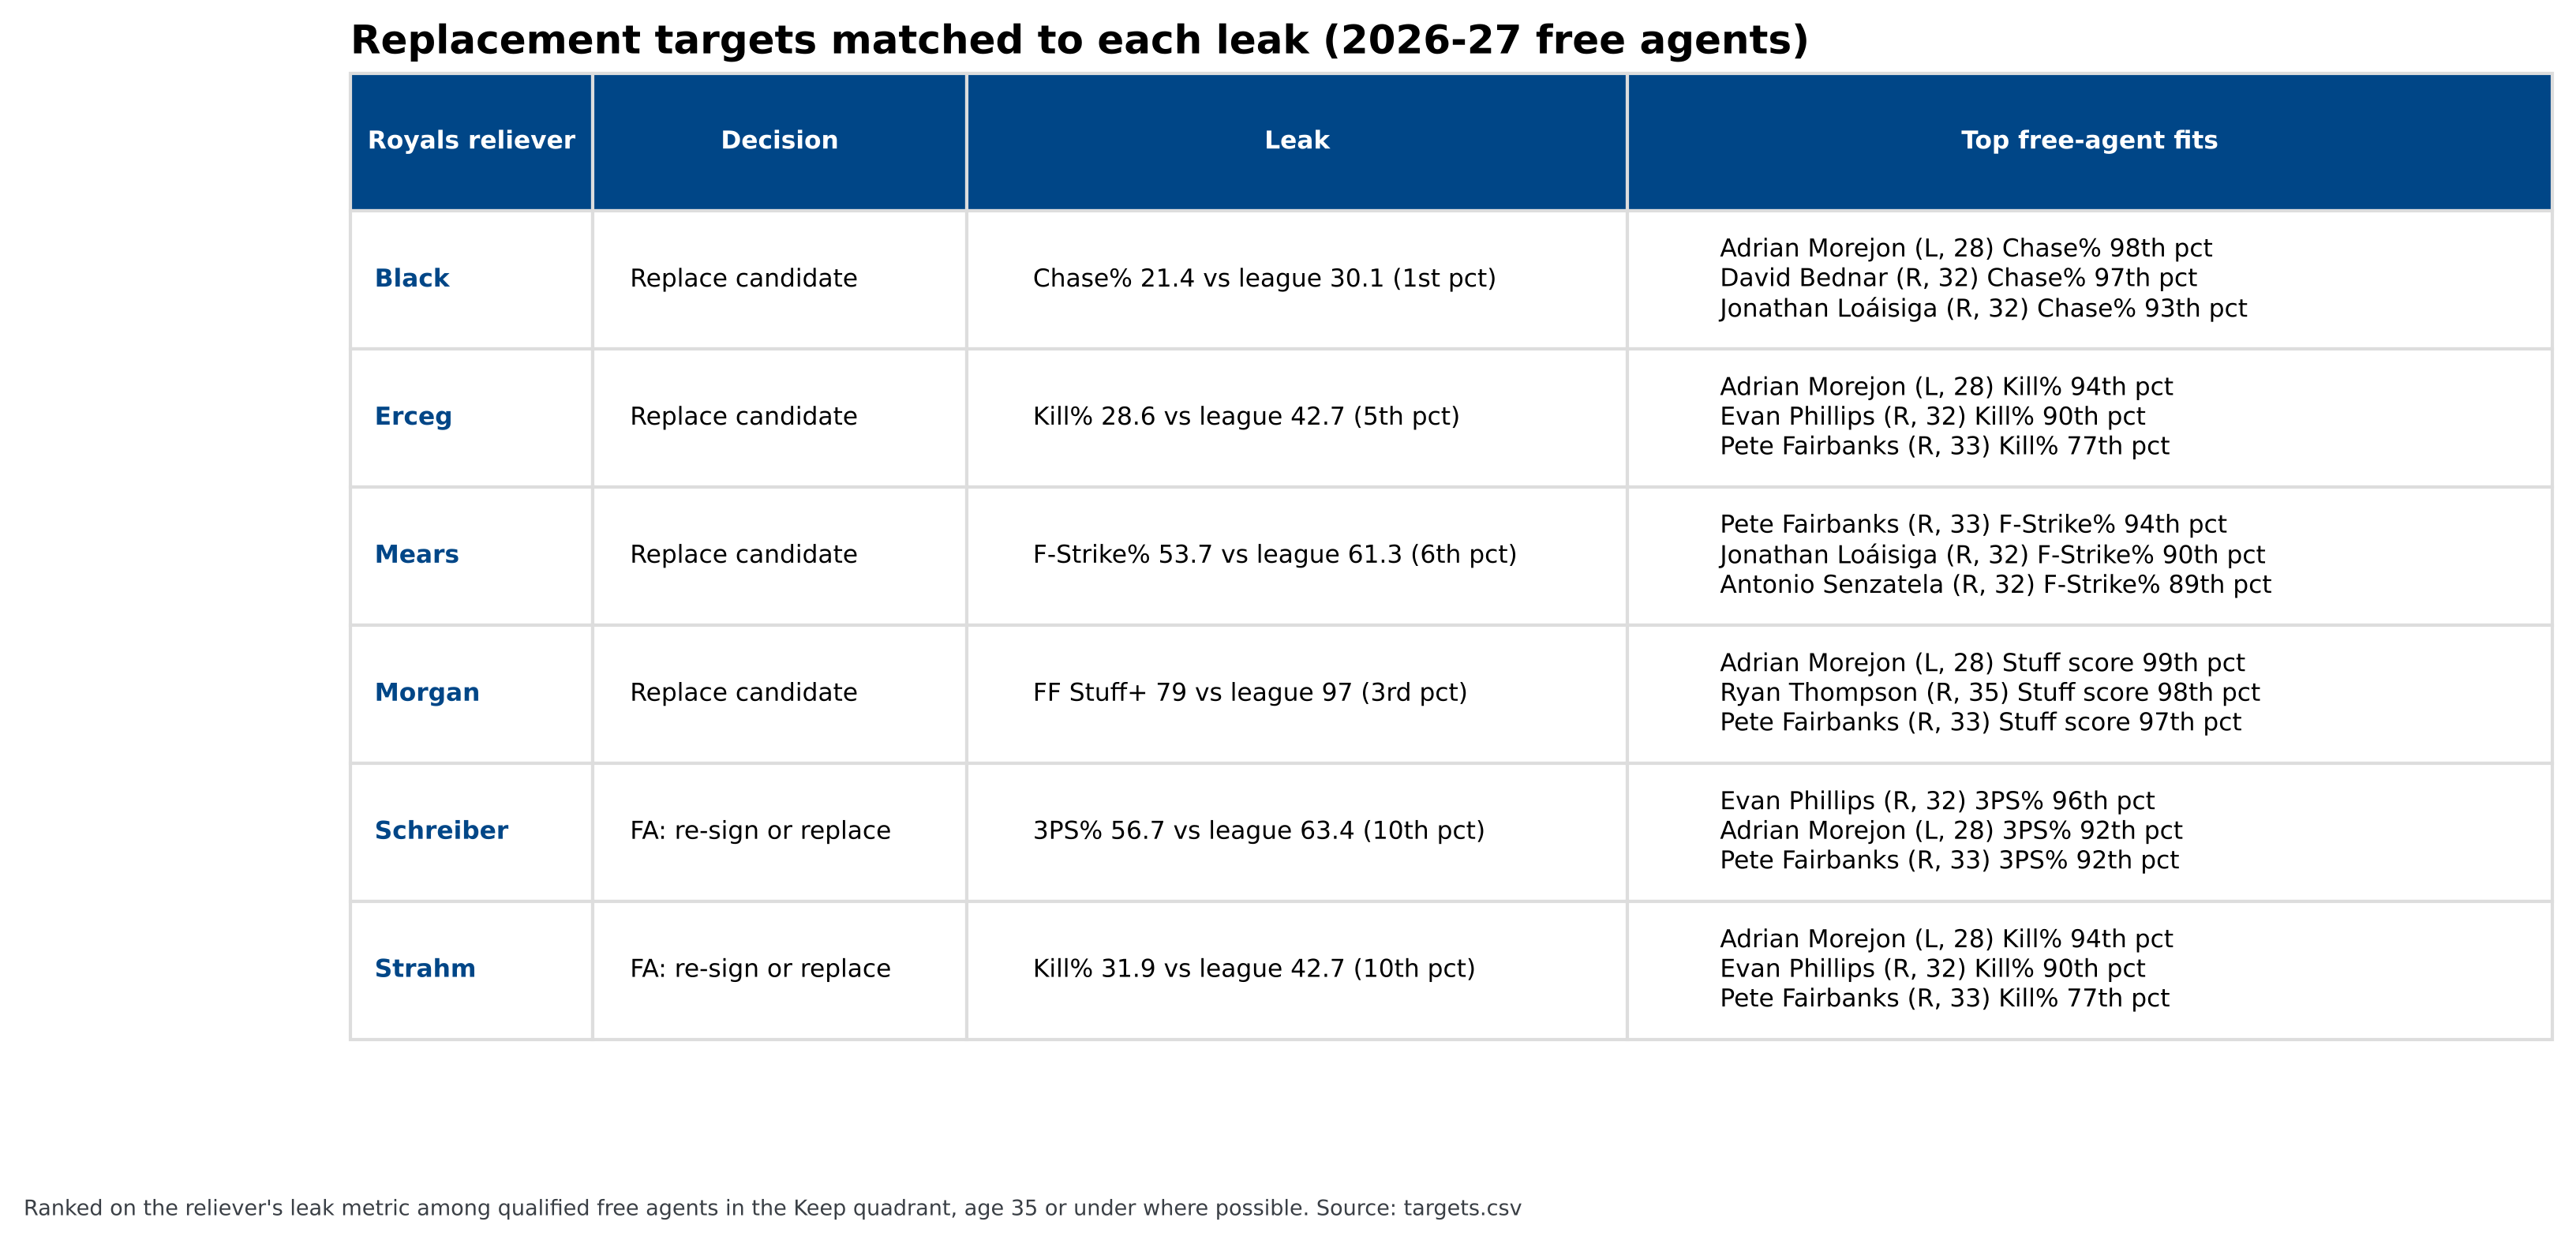 Replacement targets matched to each leak (2026-27 free agents)
Royals reliever Decision Leak Top free-agent fits
Black Replace candidate Chase% 21.4 vs league 30.1 (1st pct)
Adrian Morejon (L, 28) Chase% 98th pct
David Bednar (R, 32) Chase% 97th pct
Jonathan Loáisiga (R, 32) Chase% 93th pct
Erceg Replace candidate Kill% 28.6 vs league 42.7 (5th pct)
Adrian Morejon (L, 28) Kill% 94th pct
Evan Phillips (R, 32) Kill% 90th pct
Pete Fairbanks (R, 33) Kill% 77th pct
Mears Replace candidate F-Strike% 53.7 vs league 61.3 (6th pct)
Pete Fairbanks (R, 33) F-Strike% 94th pct
Jonathan Loáisiga (R, 32) F-Strike% 90th pct
Antonio Senzatela (R, 32) F-Strike% 89th pct
Morgan Replace candidate FF Stuff+ 79 vs league 97 (3rd pct)
Adrian Morejon (L, 28) Stuff score 99th pct
Ryan Thompson (R, 35) Stuff score 98th pct
Pete Fairbanks (R, 33) Stuff score 97th pct
Schreiber FA: re-sign or replace 3PS% 56.7 vs league 63.4 (10th pct)
Evan Phillips (R, 32) 3PS% 96th pct
Adrian Morejon (L, 28) 3PS% 92th pct
Pete Fairbanks (R, 33) 3PS% 92th pct
Strahm FA: re-sign or replace Kill% 31.9 vs league 42.7 (10th pct)
Adrian Morejon (L, 28) Kill% 94th pct
Evan Phillips (R, 32) Kill% 90th pct
Pete Fairbanks (R, 33) Kill% 77th pct
Ranked on the reliever's leak metric among qualified free agents in the Keep quadrant, age 35 or under where possible. Source: targets.csv